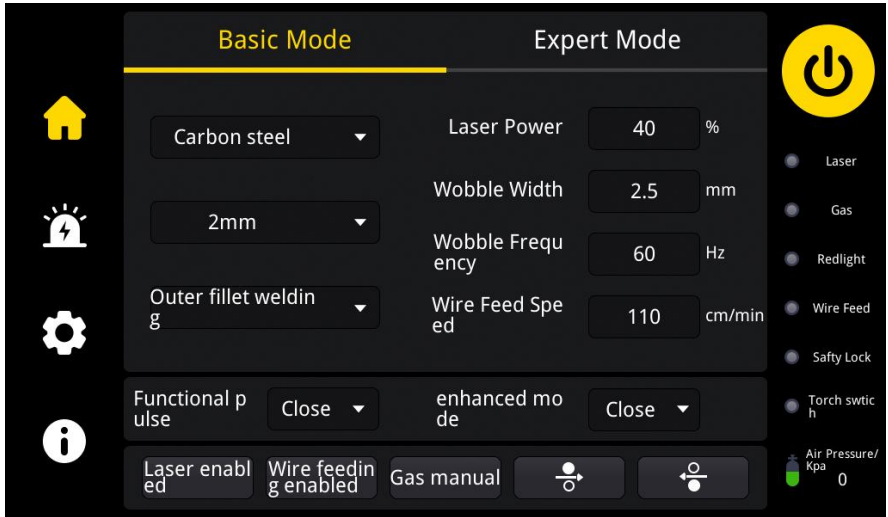 Basic Mode
Expert Mode
Carbon steel
Laser Power
40
%
2mm
Wobble Width
2.5
mm
Wobble Frequ
ency
60
Hz
Outer fillet weldin
g
Wire Feed Spe
ed
110
cm/min
Functional p
ulse
Close
enhanced mo
de
Close
Laser enabl
ed
Wire feedin
g enabled
Gas manual
Laser
Gas
Redlight
Wire Feed
Safty Lock
Torch swtic
h
Air Pressure/
Kpa
0